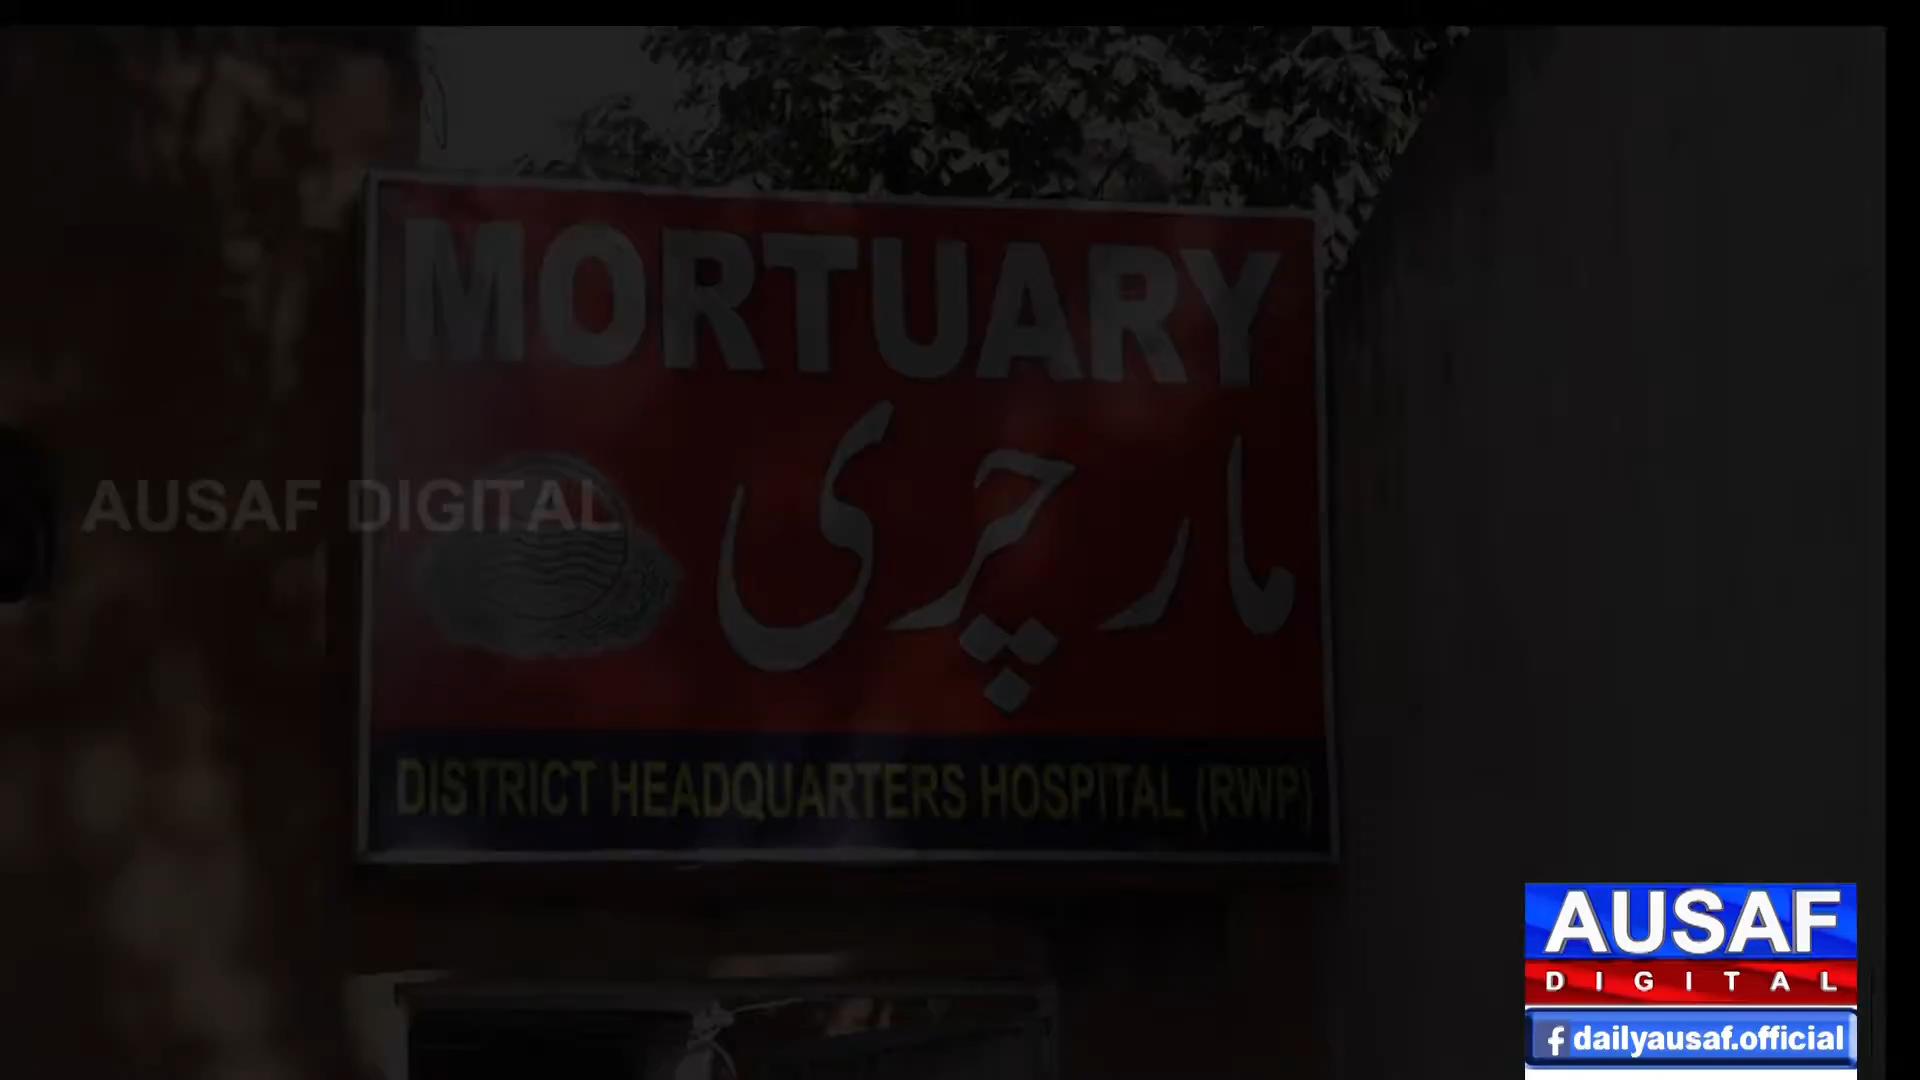 MORTUARY
مارچری
AUSAF DIGITAL
DISTRICT HEADQUARTERS HOSPITAL (RWP)
AUSAF
DIGITAL
dailyausaf.official